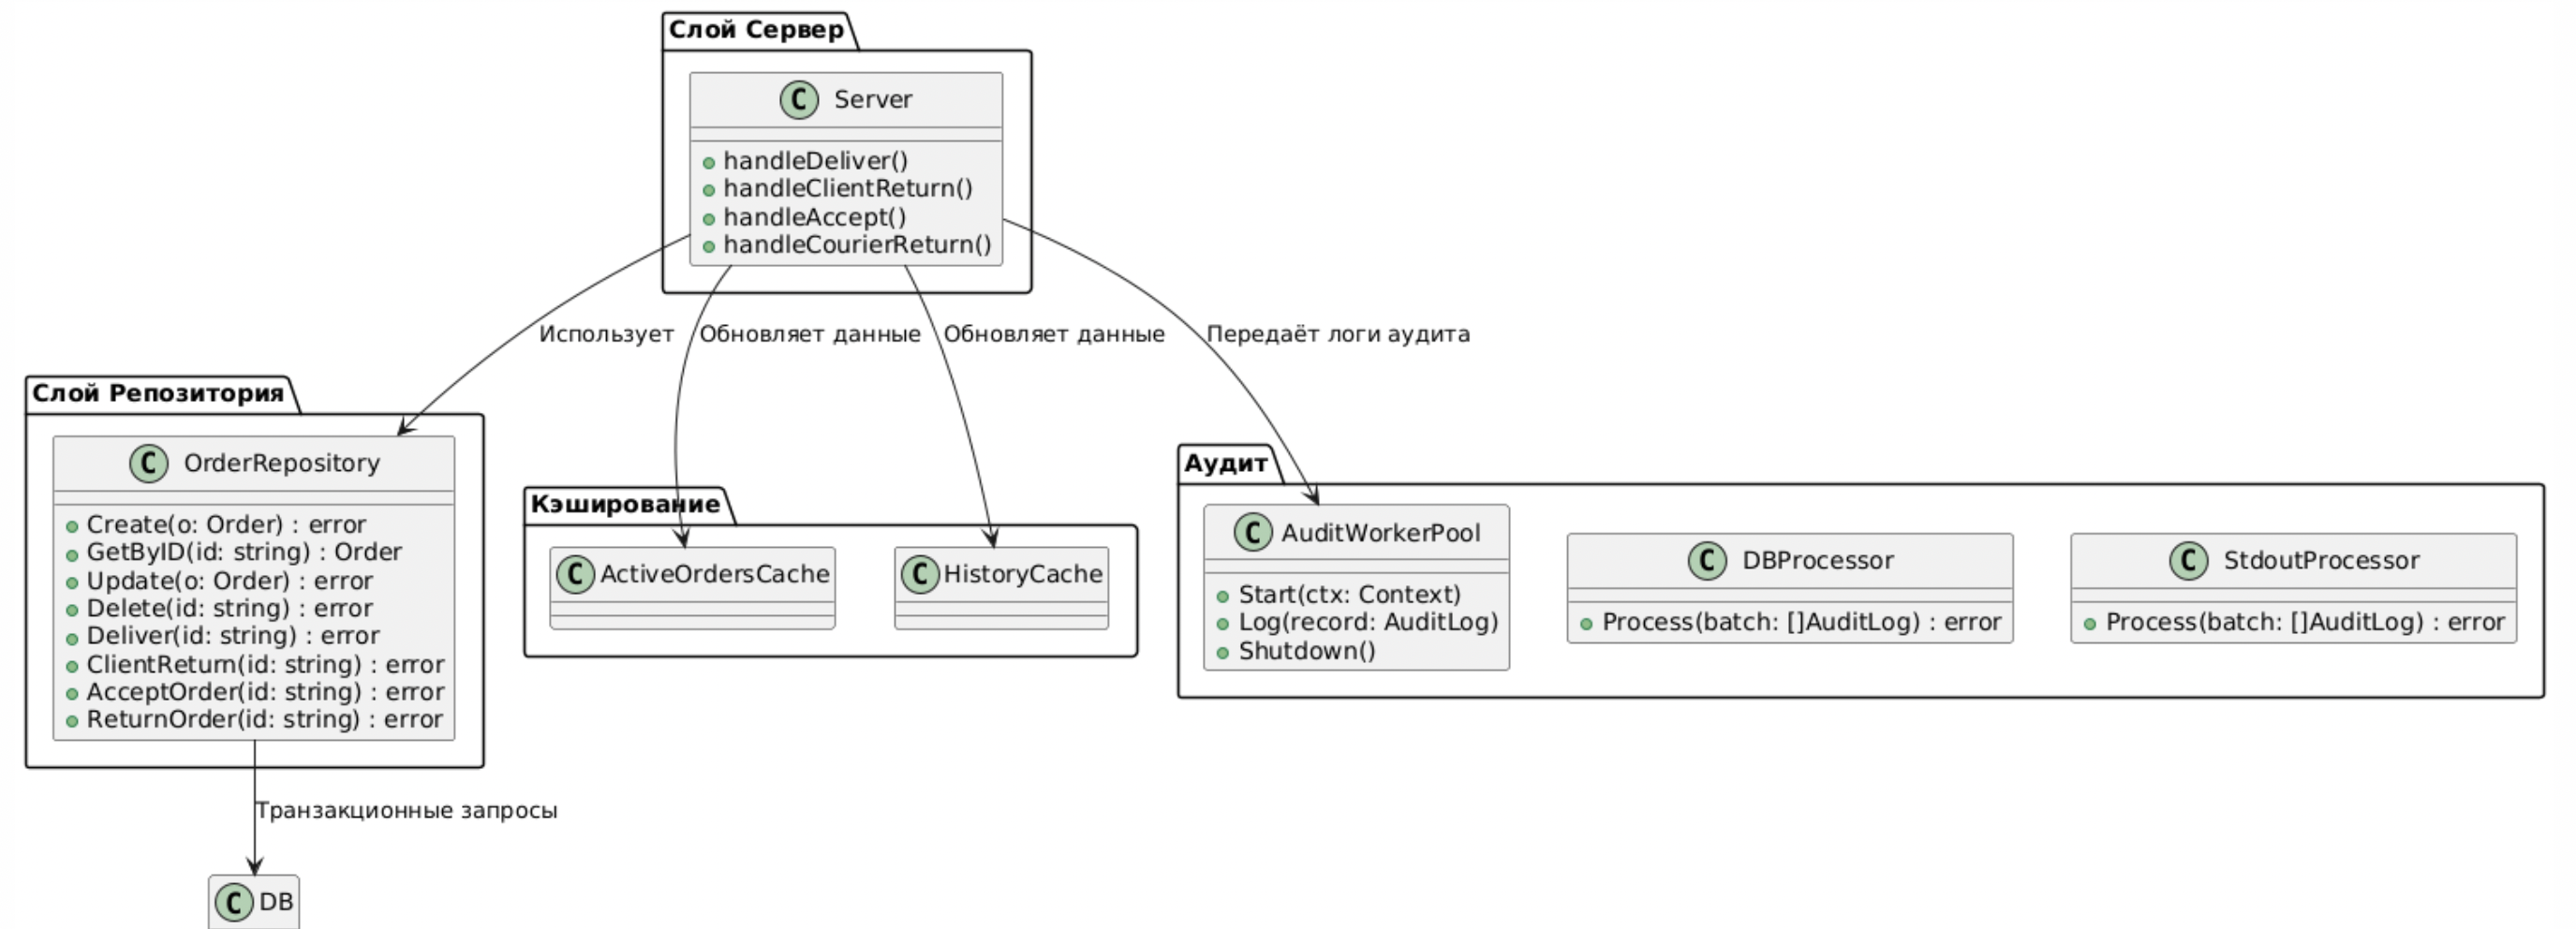 Слой Сервер
C Server
handleDeliver()
handleClientReturn()
handleAccept()
handleCourierReturn()
Использует
Обновляет данные
Обновляет данные
Передаёт логи аудита
Слой Репозитория
C OrderRepository
Create(o: Order) : error
GetByID(id: string) : Order
Update(o: Order) : error
Delete(id: string) : error
Deliver(id: string) : error
ClientReturn(id: string) : error
AcceptOrder(id: string) : error
ReturnOrder(id: string) : error
Кэширование
C ActiveOrdersCache
C HistoryCache
Аудит
C AuditWorkerPool
Start(ctx: Context)
Log(record: AuditLog)
Shutdown()
C DBProcessor
Process(batch: []AuditLog) : error
C StdoutProcessor
Process(batch: []AuditLog) : error
Транзакционные запросы
C DB